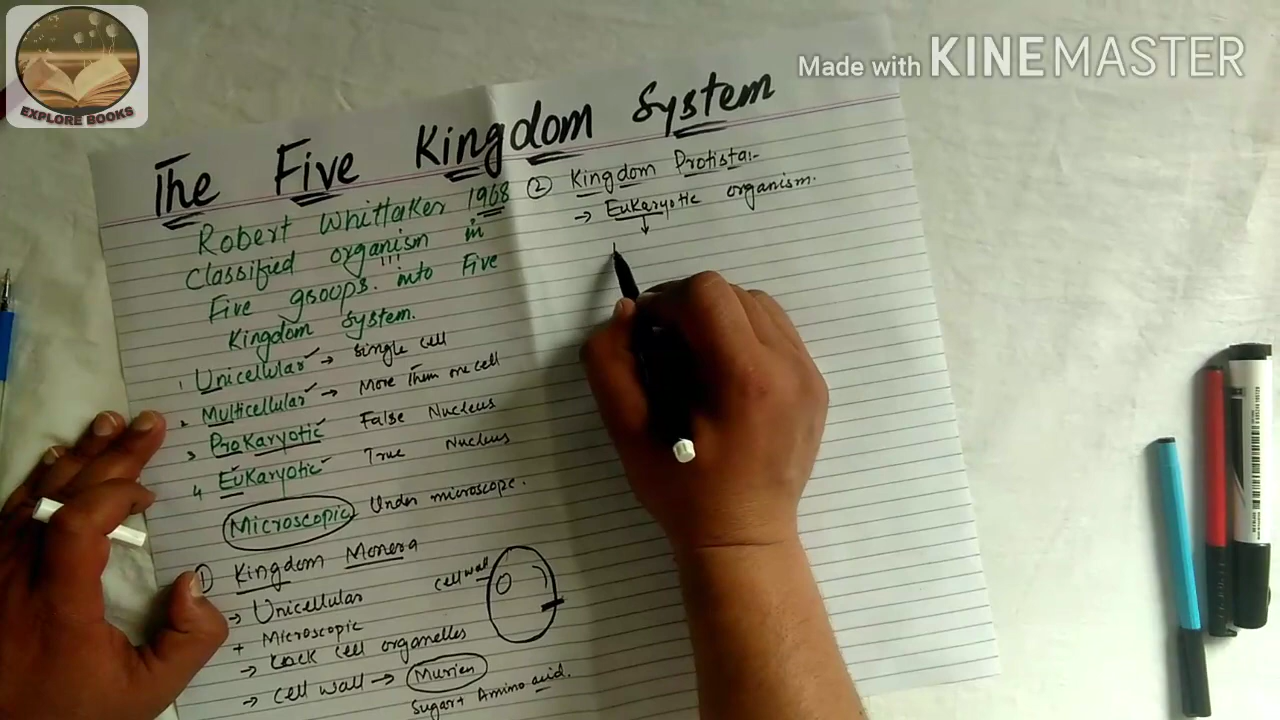 EXPLORE BOOKS
Made with KINEMASTER
The Five Kingdom System
Robert Whittaker 1968
Classified organism in
Five groups into Five
Kingdom System.
1 Unicellular → Single cell
2 Multicellular → More Them one cell
3 ProKaryotic False Nucleus
4 EuKaryotic True Nucleus
Microscopic Under microscope.
① Kingdom Monera
→ Unicellular
+ Microscopic
→ Lack cell organelles
→ Cell wall → Murien
Sugar + Amino acid.
Cell wall
② Kingdom Protista:-
→ EuKaryotic organism.